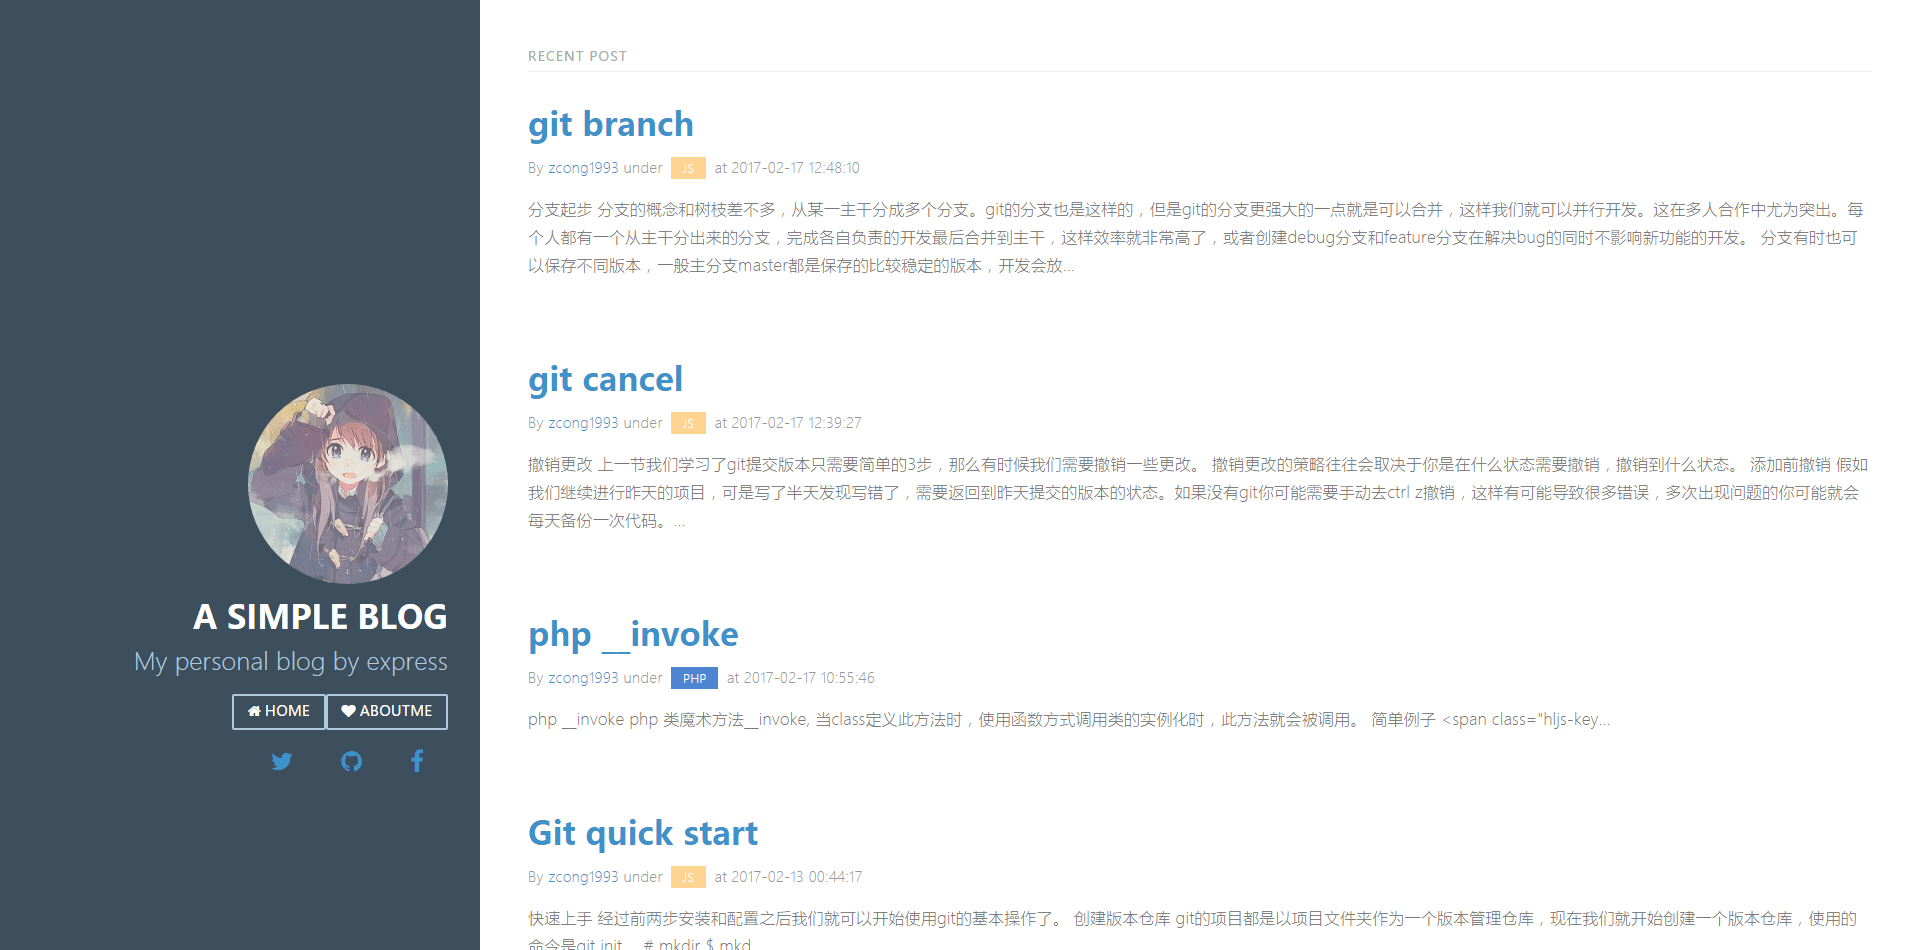 A SIMPLE BLOG
My personal blog by express
HOME
ABOUTME
RECENT POST
git branch
By zcong1993 under JS at 2017-02-17 12:48:10
分支起步 分支的概念和树枝差不多，从某一主干分成多个分支。git的分支也是这样的，但是git的分支更强大的一点就是可以合并，这样我们就可以并行开发。这在多人合作中尤为突出。每
个人都有一个从主干分出来的分支，完成各自负责的开发最后合并到主干，这样效率就非常高了，或者创建debug分支和feature分支在解决bug的同时不影响新功能的开发。 分支有时也可
以保存不同版本，一般主分支master都是保存的比较稳定的版本，开发会放...
git cancel
By zcong1993 under JS at 2017-02-17 12:39:27
撤销更改 上一节我们学习了git提交版本只需要简单的3步，那么有时候我们需要撤销一些更改。 撤销更改的策略往往会取决于你是在什么状态需要撤销，撤销到什么状态。 添加前撤销 假如
我们继续进行昨天的项目，可是写了半天发现写错了，需要返回到昨天提交的版本的状态。如果没有git你可能需要手动去ctrl z撤销，这样有可能导致很多错误，多次出现问题的你可能就会
每天备份一次代码。...
php __invoke
By zcong1993 under PHP at 2017-02-17 10:55:46
php __invoke php 类魔术方法__invoke, 当class定义此方法时，使用函数方式调用类的实例化时，此方法就会被调用。 简单例子 <span class="hljs-key...
Git quick start
By zcong1993 under JS at 2017-02-13 00:44:17
快速上手 经过前两步安装和配置之后我们就可以开始使用git的基本操作了。 创建版本仓库 git的项目都是以项目文件夹作为一个版本管理仓库，现在我们就开始创建一个版本仓库，使用的
命令是git init # mkdir $ mkd